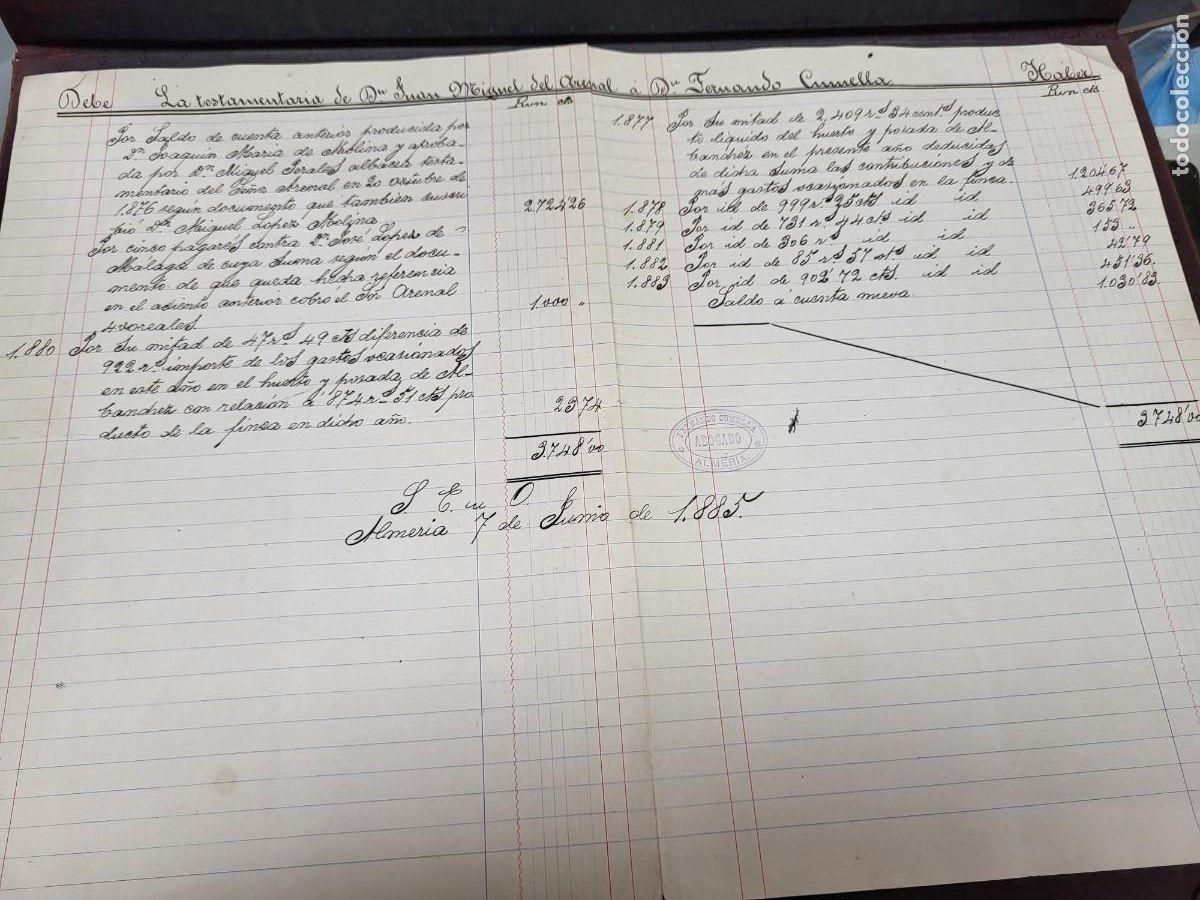 Debe La testamentaria de Dn Juan Miguel del Arenal á Dn Fernando Cumella. Haber
Rvn cts
Por Saldo de cuenta anterior producida por
Dn Joaquin Maria de Molina y aproba-
da por Dn Miguel Perales albacea testa-
mentario del Señor Arenal en 20 octubre de
1.876 segun documento que tambien suscri
bió Dn Miguel Lopez Molina 2.724'26
Por cinco pagarés contra Dn José Lopez de
Málaga de cuya suma segun el docu-
mento de que queda hecha referencia
en el asiento anterior cobró el Sor Arenal
400 reales. 1.000 "
1.880 Por su mitad de 47 rs 49 cts diferencia de
922 rs importe de los gastos ocasionados
en este año en el huerto y posada de Al-
canchez con relación á 874 rs 51 cts pro
ducto de la finca en dicho año. 23'74
3.748'00
Rvn cts
1.877 Por su mitad de 2,409 rs 34 cents produc
to liquido del huerto y posada de Al-
canchez en el presente año deducidas
de dicha suma las contribuciones y de
mas gastos ocasionados en la finca. 1.204'67
1.878 Por id de 999 rs 25 cts id id 499'63
1.879 Por id de 731 rs 44 cts id id 365'72
1.881 Por id de 306 rs id id 153 "
1.882 Por id de 85 rs 57 cts id id 42'79
1.883 Por id de 902'72 cts id id 451'36
Saldo a cuenta nueva. 1.030'83
3.748'00
FERNANDO CUMELLA
ABOGADO
ALMERIA
S. E. u O.
Almeria 7 de Junio de 1.885.
todocoleccion